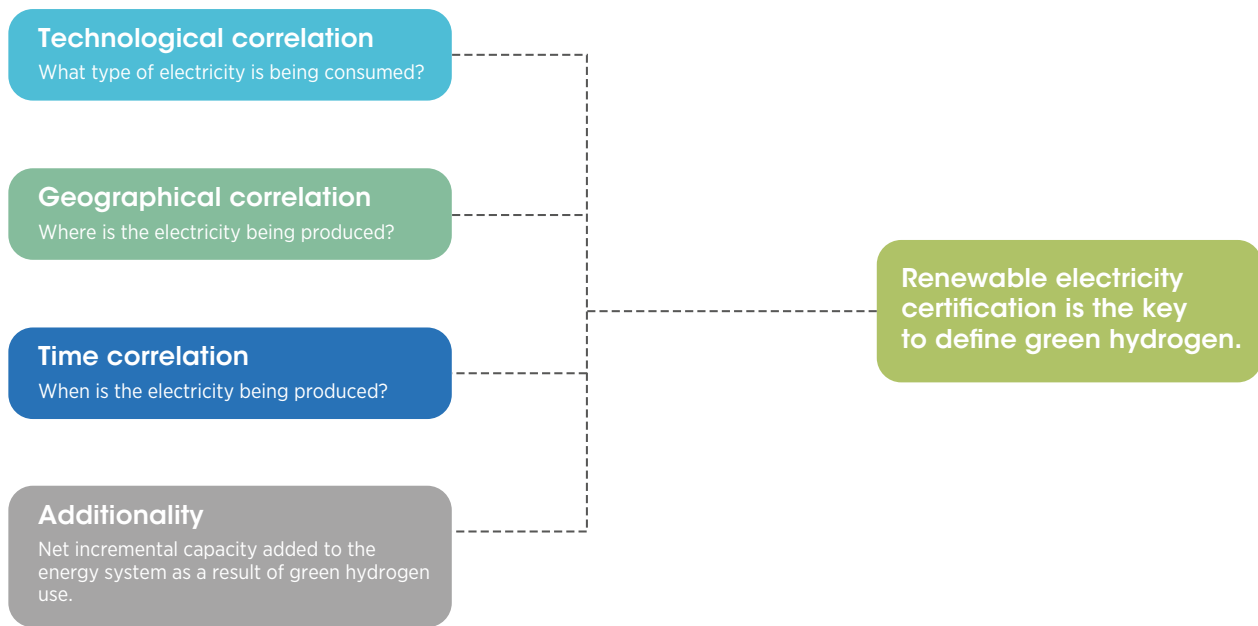 Technological correlation
What type of electricity is being consumed?
Geographical correlation
Where is the electricity being produced?
Renewable electricity
certification is the key
to define green hydrogen.
Time correlation
When is the electricity being produced?
Additionality
Net incremental capacity added to the
energy system as a result of green hydrogen
use.